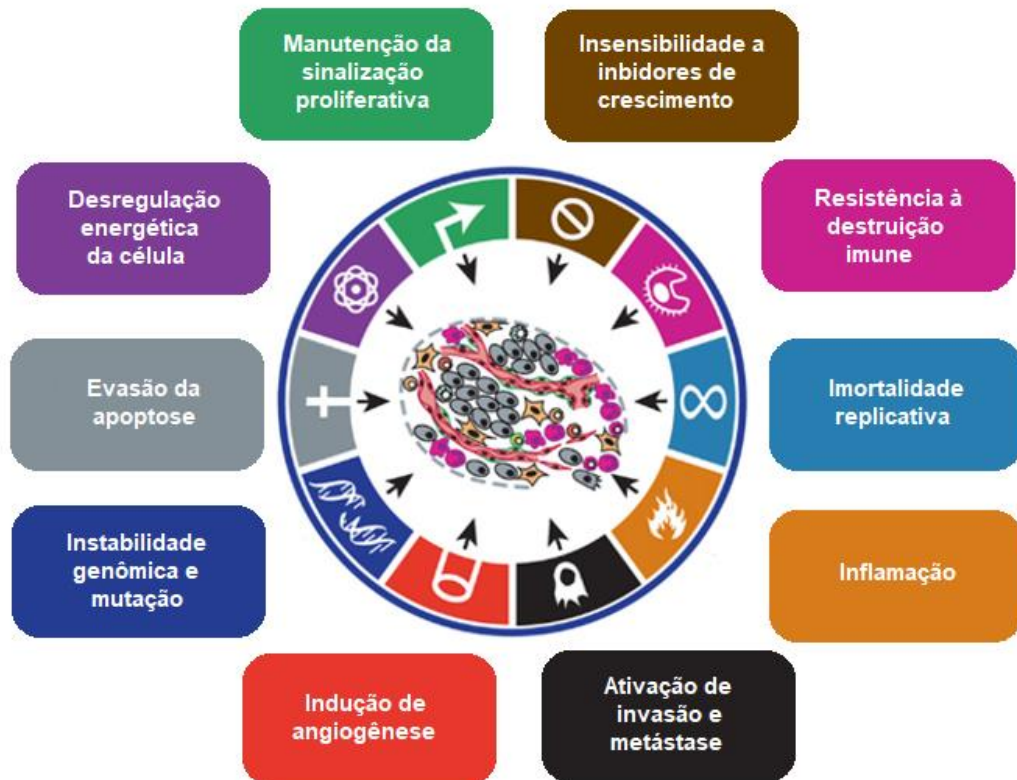 Manutenção da
sinalização
proliferativa
Insensibilidade a
inbidores de
crescimento
Desregulação
energética
da célula
Resistência à
destruição
imune
Evasão da
apoptose
Imortalidade
replicativa
Instabilidade
genômica e
mutação
Inflamação
Indução de
angiogênese
Ativação de
invasão e
metástase